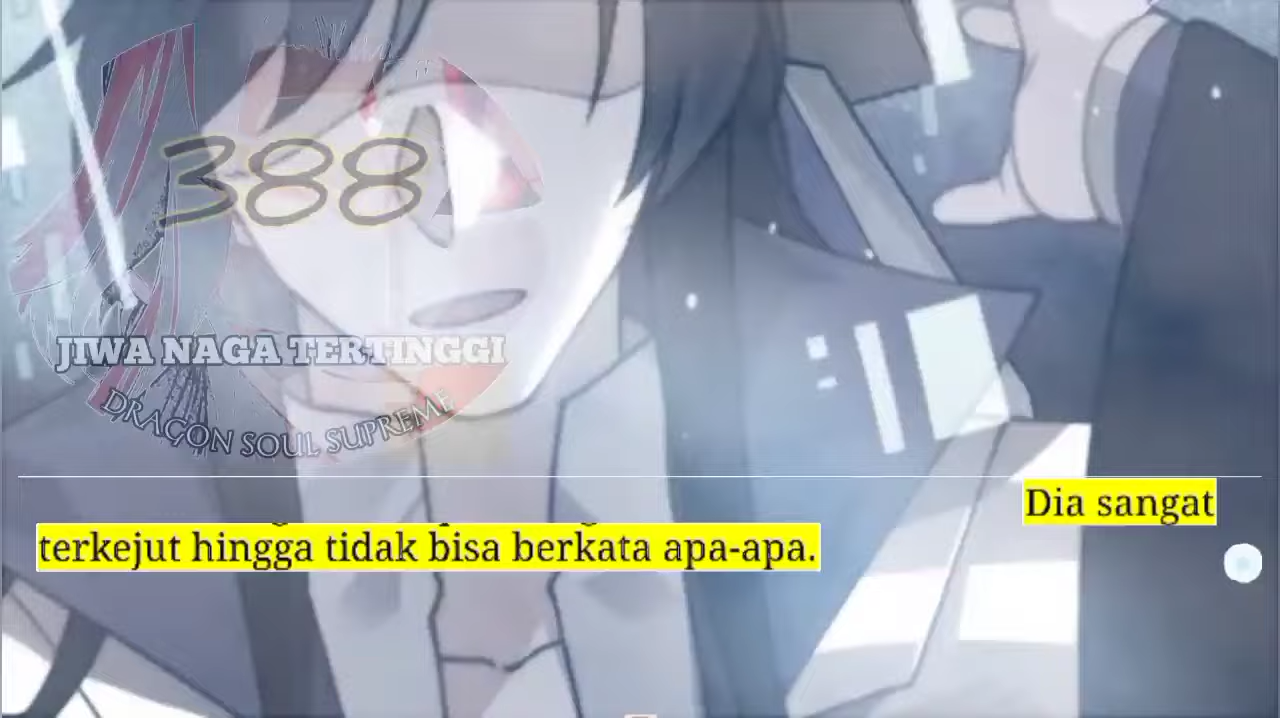 388
JIWA NAGA TERTINGGI
DRAGON SOUL SUPREME
Dia sangat
terkejut hingga tidak bisa berkata apa-apa.